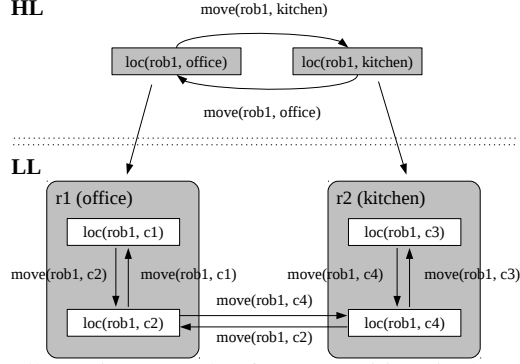 HL
move(rob1, kitchen)
loc(rob1, office)
loc(rob1, kitchen)
move(rob1, office)
LL
r1 (office)
r2 (kitchen)
loc(rob1, c1)
loc(rob1, c3)
move(rob1, c2)
move(rob1, c1)
move(rob1, c4)
move(rob1, c3)
move(rob1, c4)
loc(rob1, c2)
loc(rob1, c4)
move(rob1, c2)